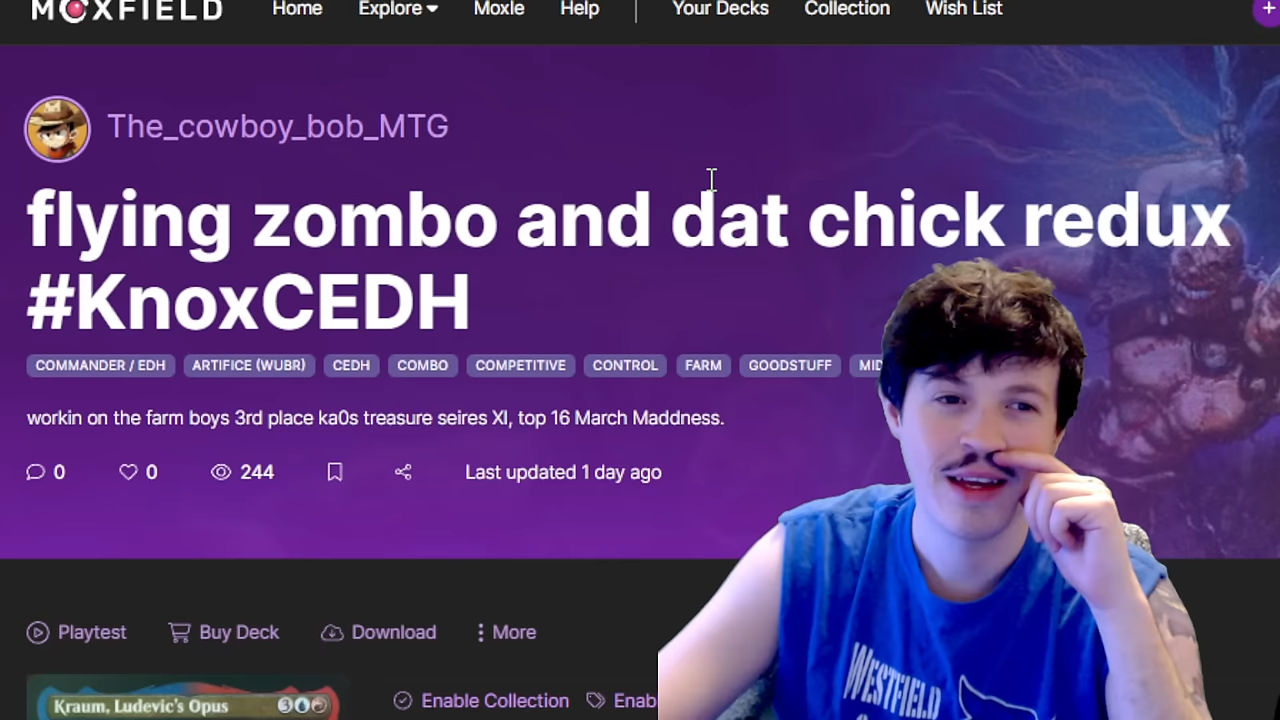 MOXFIELD
Home Explore Moxle Help | Your Decks Collection Wish List +
The_cowboy_bob_MTG
flying zombo and dat chick redux
#KnoxCEDH
COMMANDER / EDH ARTIFICE (WUBR) CEDH COMBO COMPETITIVE CONTROL FARM GOODSTUFF MID
workin on the farm boys 3rd place ka0s treasure seires XI, top 16 March Maddness.
0 0 244 Last updated 1 day ago
Playtest Buy Deck Download More
Kraum, Ludevic's Opus 3 Enable Collection Enab
WESTFIELD